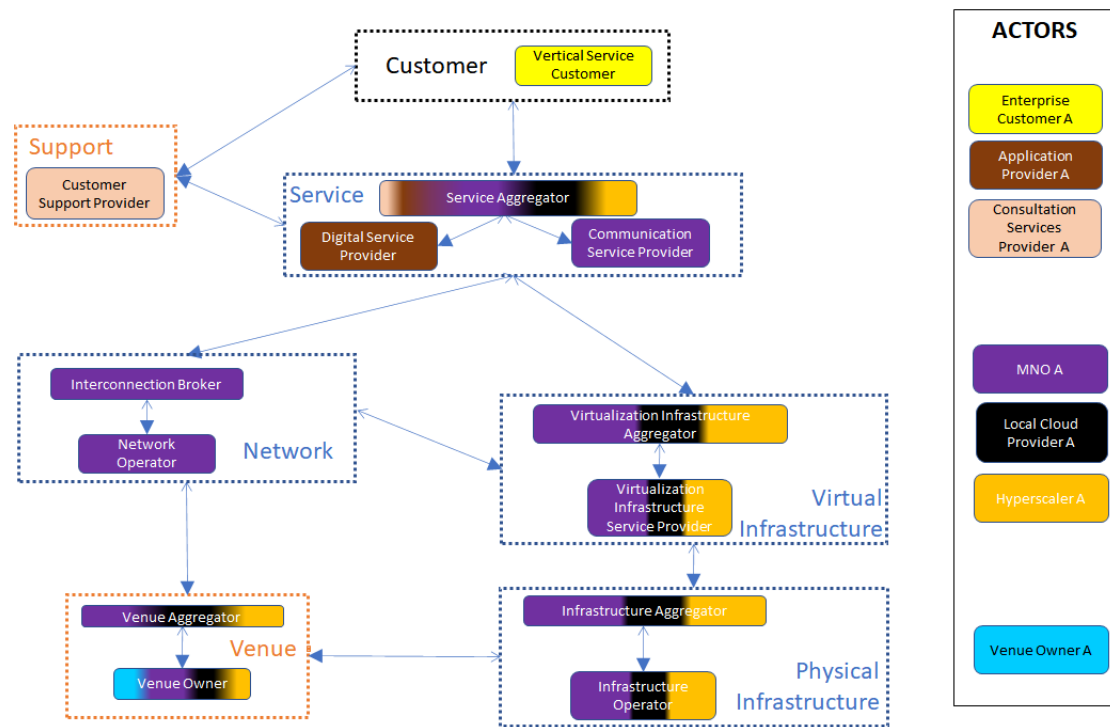 Customer
Vertical Service
Customer
Support
Customer
Support Provider
Service
Service Aggregator
Digital Service
Provider
Communication
Service Provider
Interconnection Broker
Network
Operator
Network
Virtualization Infrastructure
Aggregator
Virtualization
Infrastructure
Service Provider
Virtual
Infrastructure
Venue Aggregator
Venue
Venue Owner
Infrastructure Aggregator
Infrastructure
Operator
Physical
Infrastructure
ACTORS
Enterprise
Customer A
Application
Provider A
Consultation
Services
Provider A
MNO A
Local Cloud
Provider A
Hyperscaler A
Venue Owner A